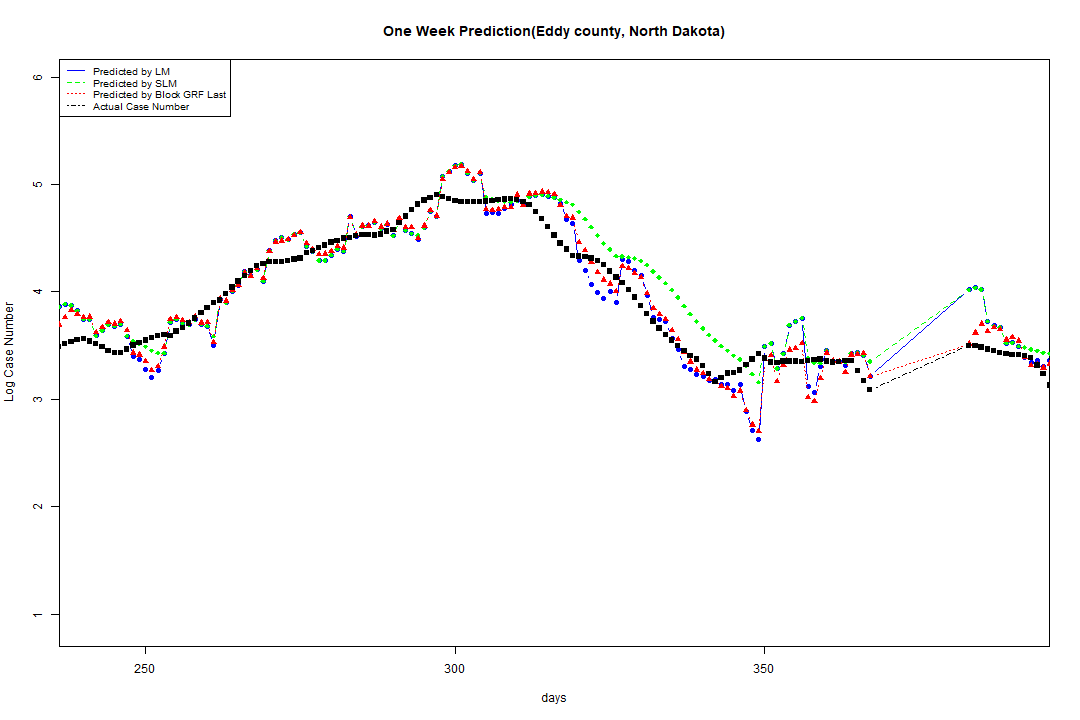 One Week Prediction(Eddy county, North Dakota)
Predicted by LM
Predicted by SLM
Predicted by Block GRF Last
Actual Case Number
6
5
4
3
2
1
Log Case Number
250
300
350
days